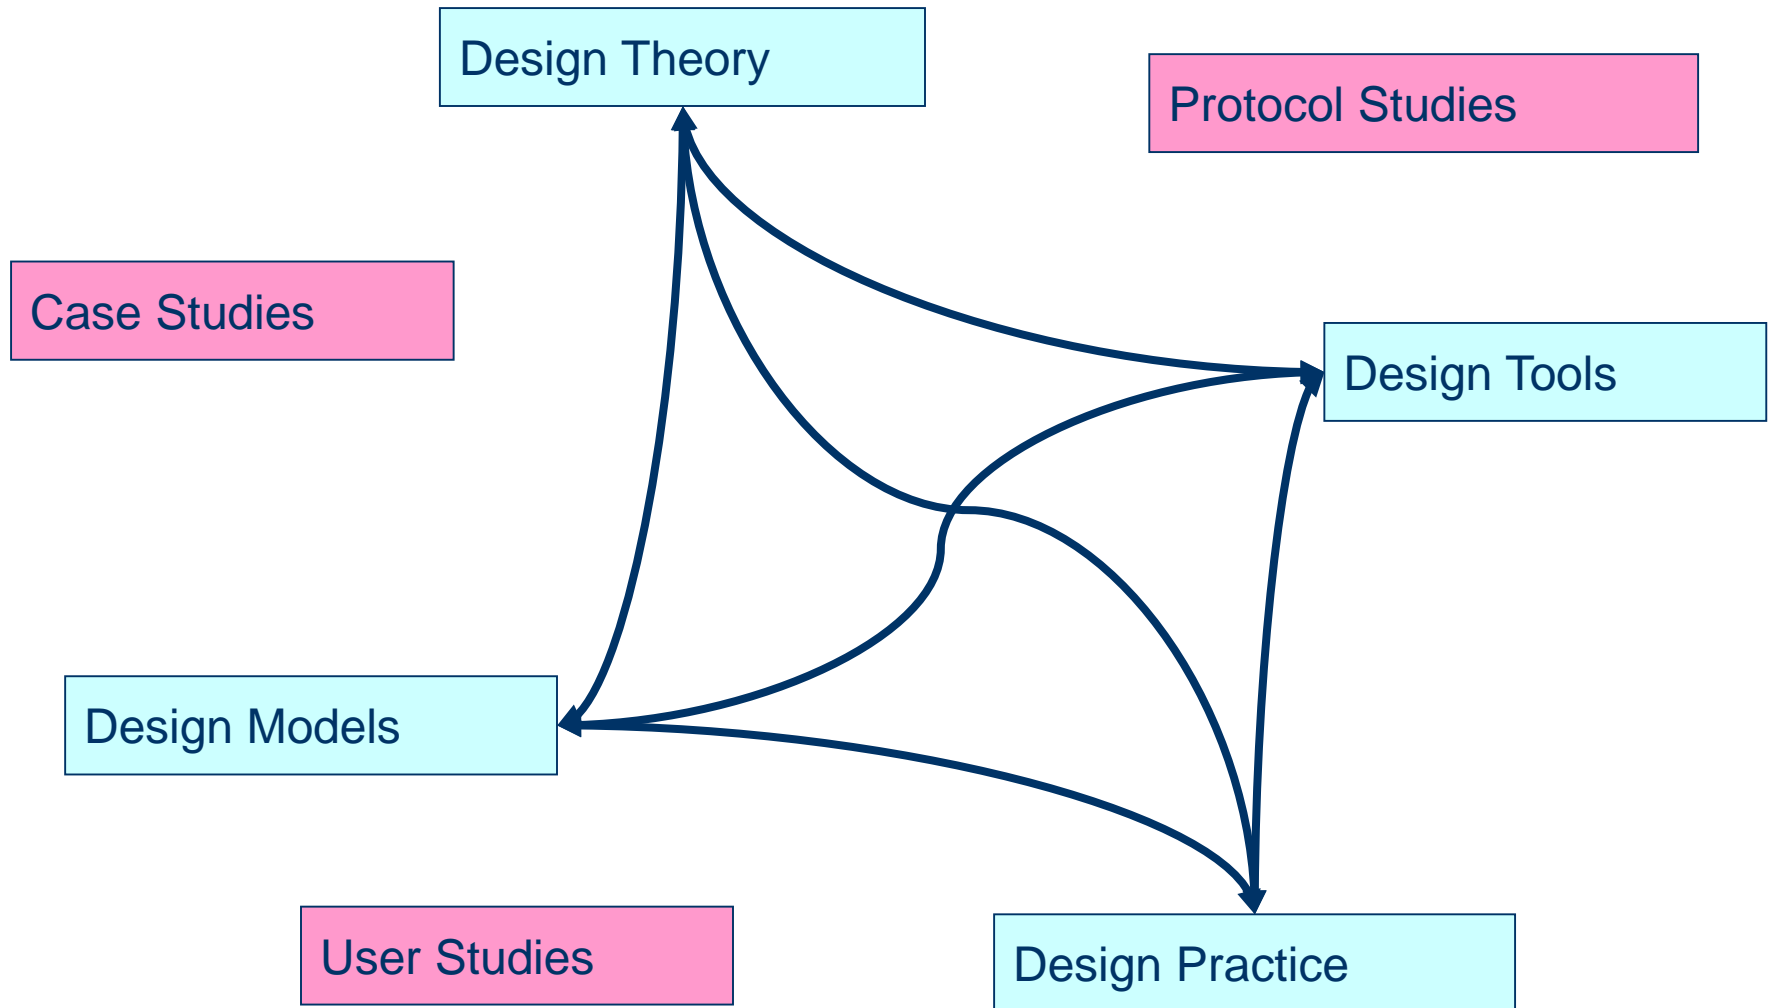 Design Theory
Protocol Studies
Case Studies
Design Tools
Design Models
User Studies
Design Practice